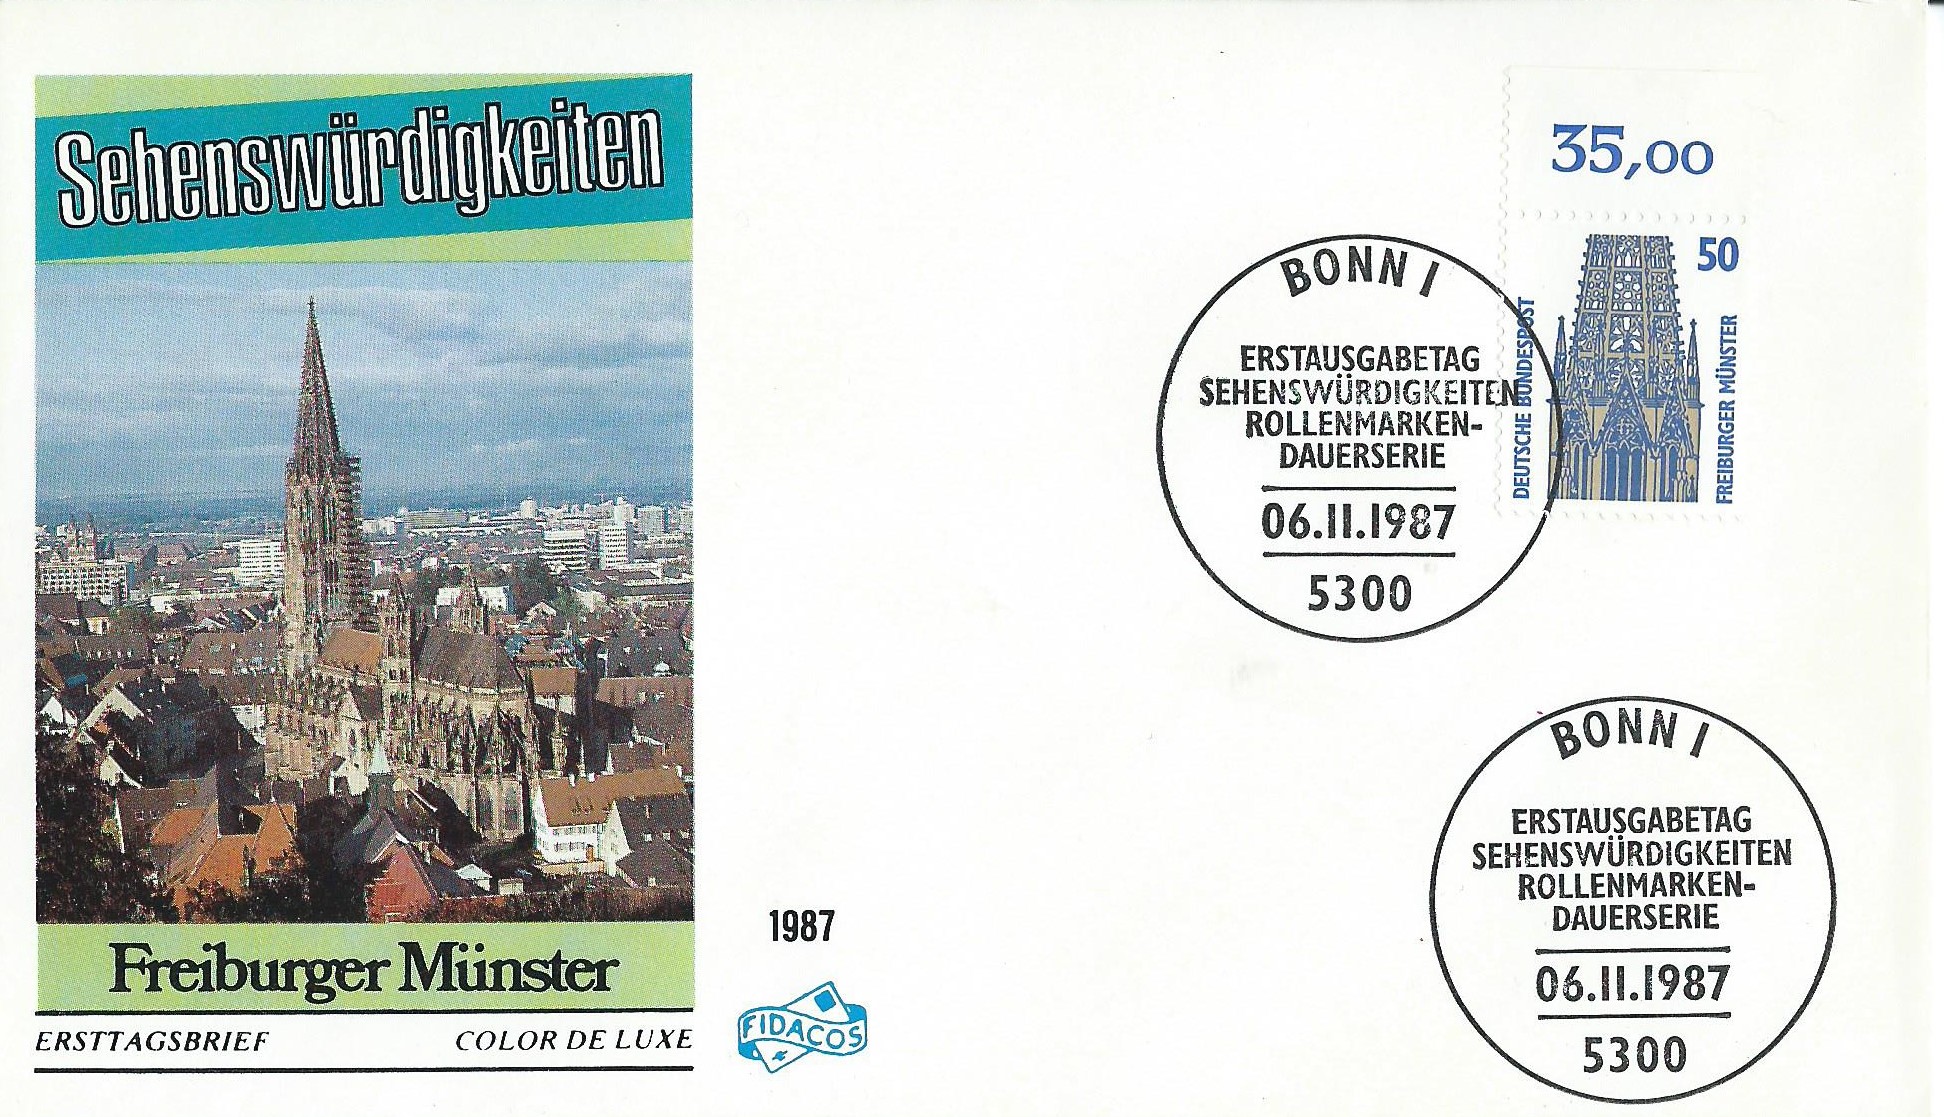 Sehenswürdigkeiten
Freiburger Münster
ERSTTAGSBRIEF COLOR DE LUXE
1987
FIDACOS
35,00
50
DEUTSCHE BUNDESPOST
FREIBURGER MÜNSTER
BONN 1
ERSTAUSGABETAG
SEHENSWÜRDIGKEITEN
ROLLENMARKEN-
DAUERSERIE
06.11.1987
5300
BONN 1
ERSTAUSGABETAG
SEHENSWÜRDIGKEITEN
ROLLENMARKEN-
DAUERSERIE
06.11.1987
5300